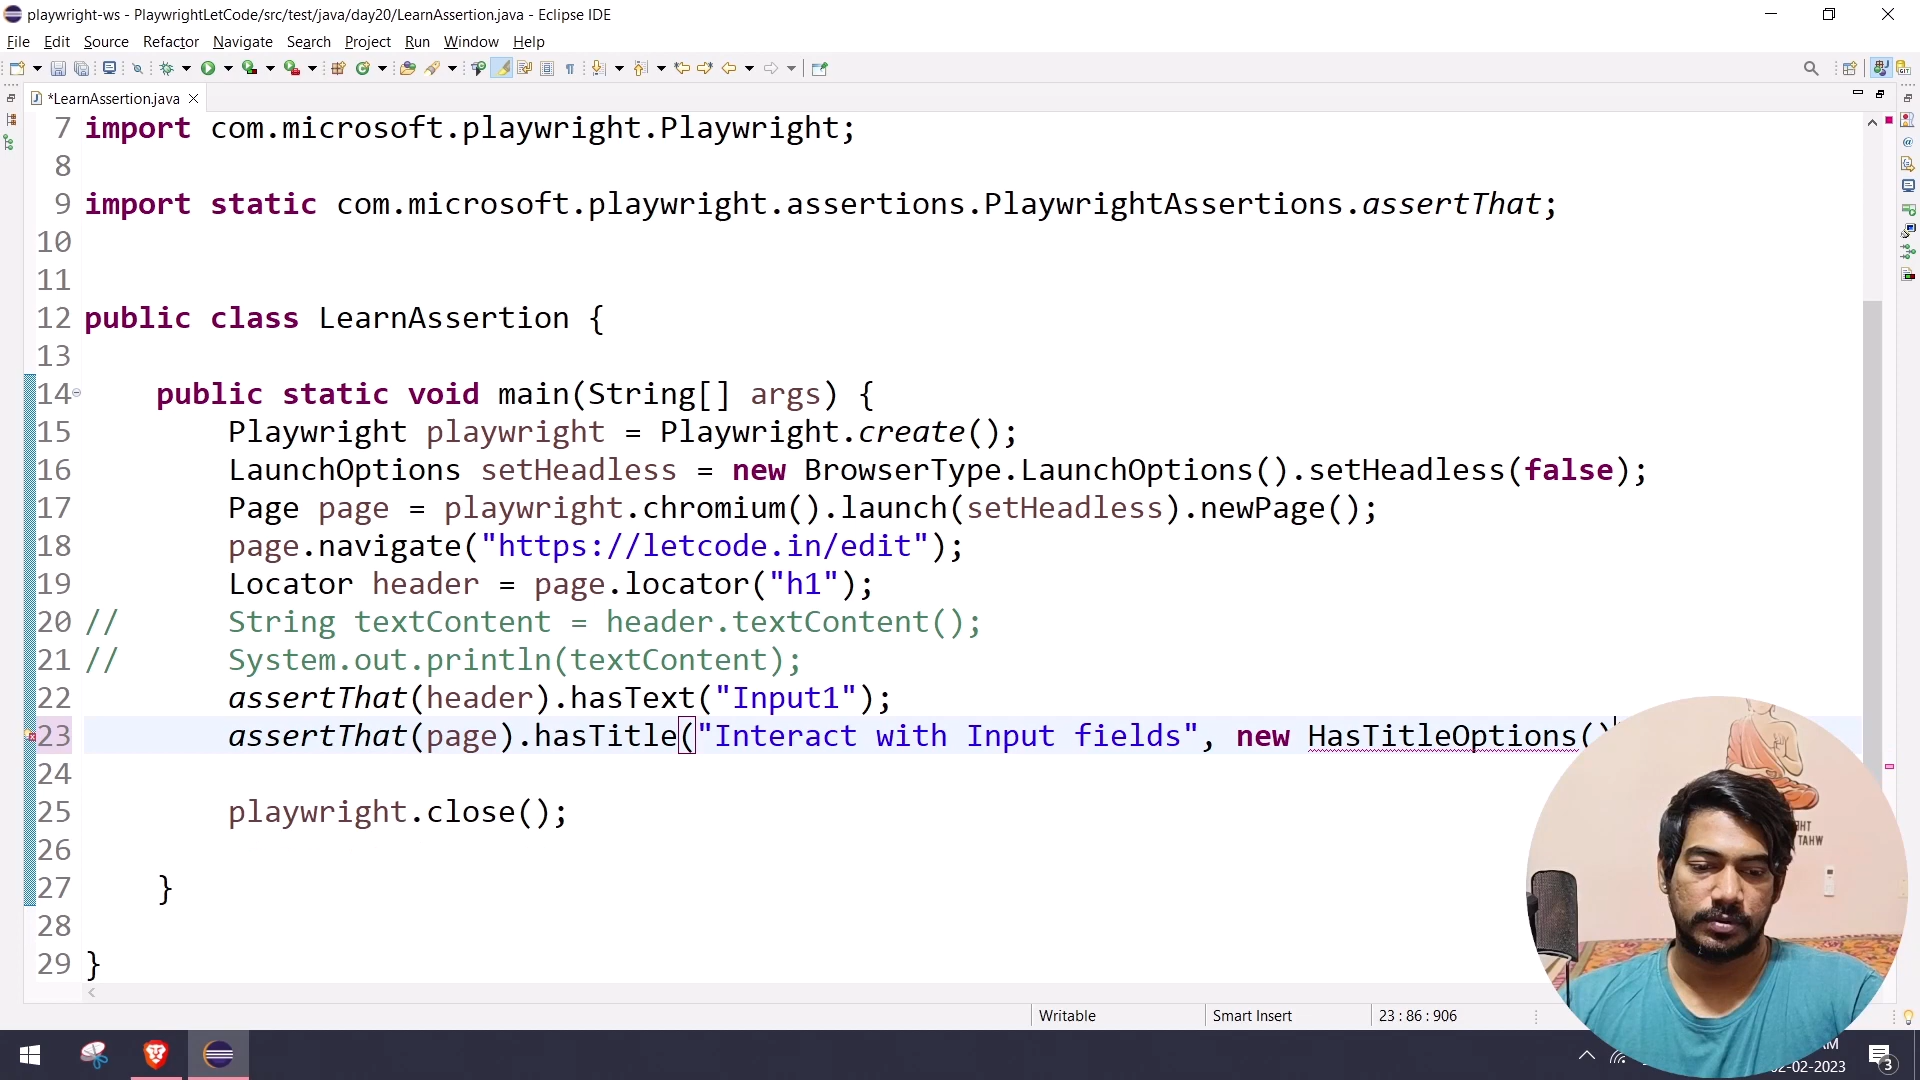 playwright-ws - PlaywrightLetCode/src/test/java/day20/LearnAssertion.java - Eclipse IDE
File Edit Source Refactor Navigate Search Project Run Window Help
*LearnAssertion.java
7 import com.microsoft.playwright.Playwright;
8
9 import static com.microsoft.playwright.assertions.PlaywrightAssertions.assertThat;
10
11
12 public class LearnAssertion {
13
14 public static void main(String[] args) {
15 Playwright playwright = Playwright.create();
16 LaunchOptions setHeadless = new BrowserType.LaunchOptions().setHeadless(false);
17 Page page = playwright.chromium().launch(setHeadless).newPage();
18 page.navigate("https://letcode.in/edit");
19 Locator header = page.locator("h1");
20 // String textContent = header.textContent();
21 // System.out.println(textContent);
22 assertThat(header).hasText("Input1");
23 assertThat(page).hasTitle("Interact with Input fields", new HasTitleOptions()
24
25 playwright.close();
26
27 }
28
29 }
Writable Smart Insert 23 : 86 : 906
TAHW
02-02-2023
3